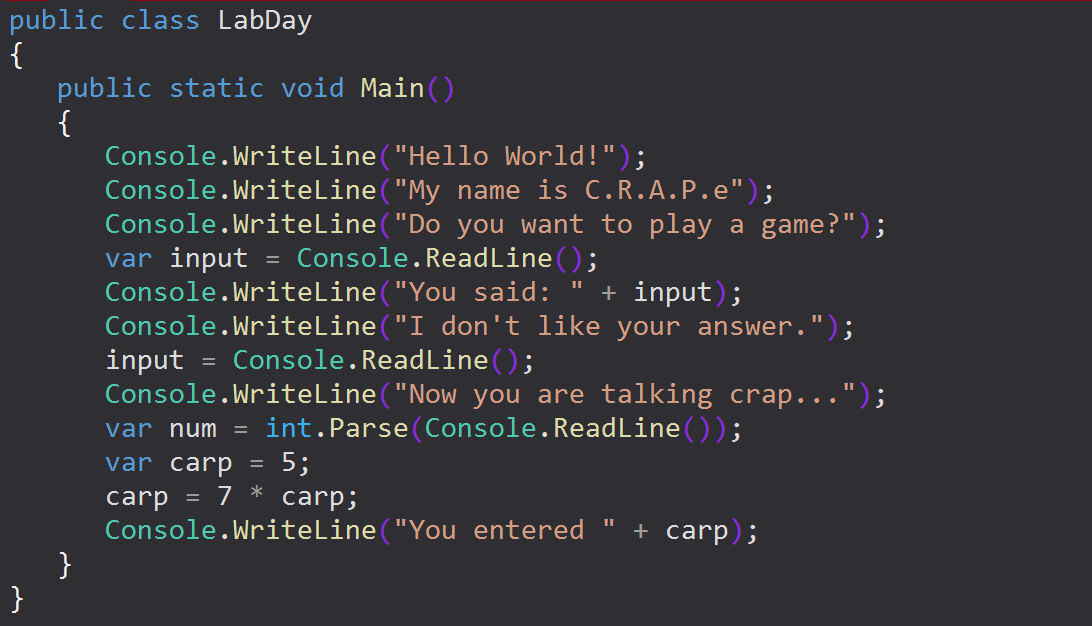 public class LabDay
{
public static void Main()
{
Console.WriteLine("Hello World!");
Console.WriteLine("My name is C.R.A.P.e");
Console.WriteLine("Do you want to play a game?");
var input = Console.ReadLine();
Console.WriteLine("You said: " + input);
Console.WriteLine("I don't like your answer.");
input = Console.ReadLine();
Console.WriteLine("Now you are talking crap...");
var num = int.Parse(Console.ReadLine());
var carp = 5;
carp = 7 * carp;
Console.WriteLine("You entered " + carp);
}
}